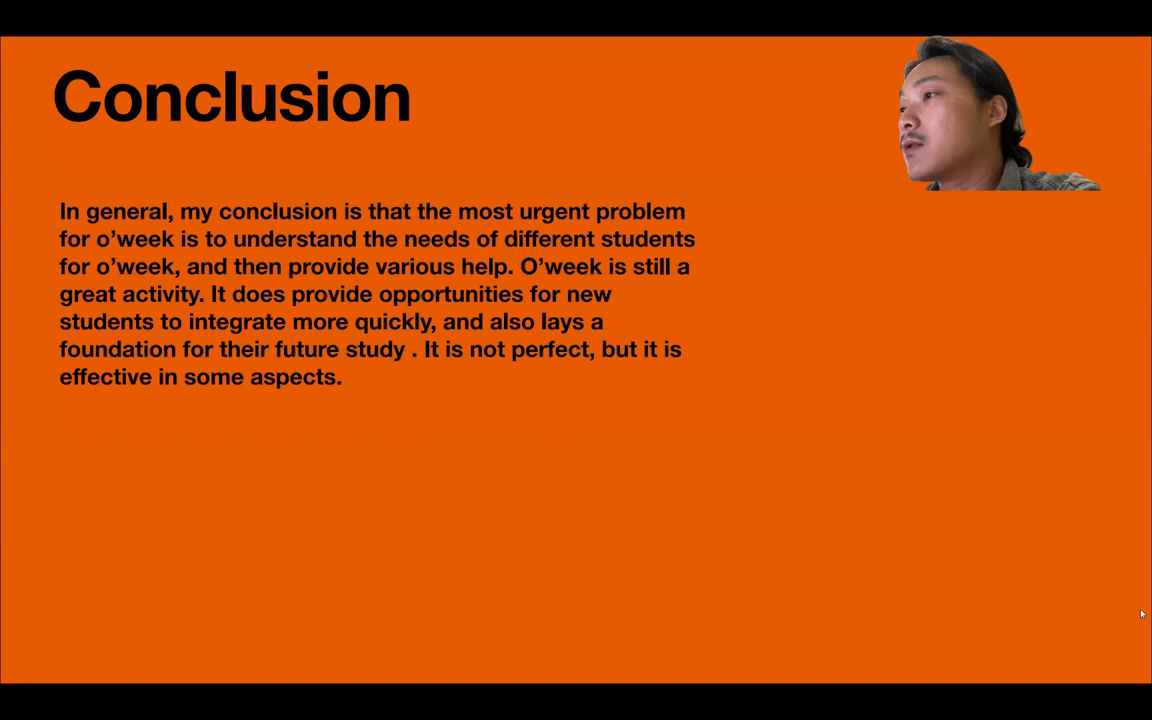 Conclusion
In general, my conclusion is that the most urgent problem
for o’week is to understand the needs of different students
for o’week, and then provide various help. O’week is still a
great activity. It does provide opportunities for new
students to integrate more quickly, and also lays a
foundation for their future study . It is not perfect, but it is
effective in some aspects.